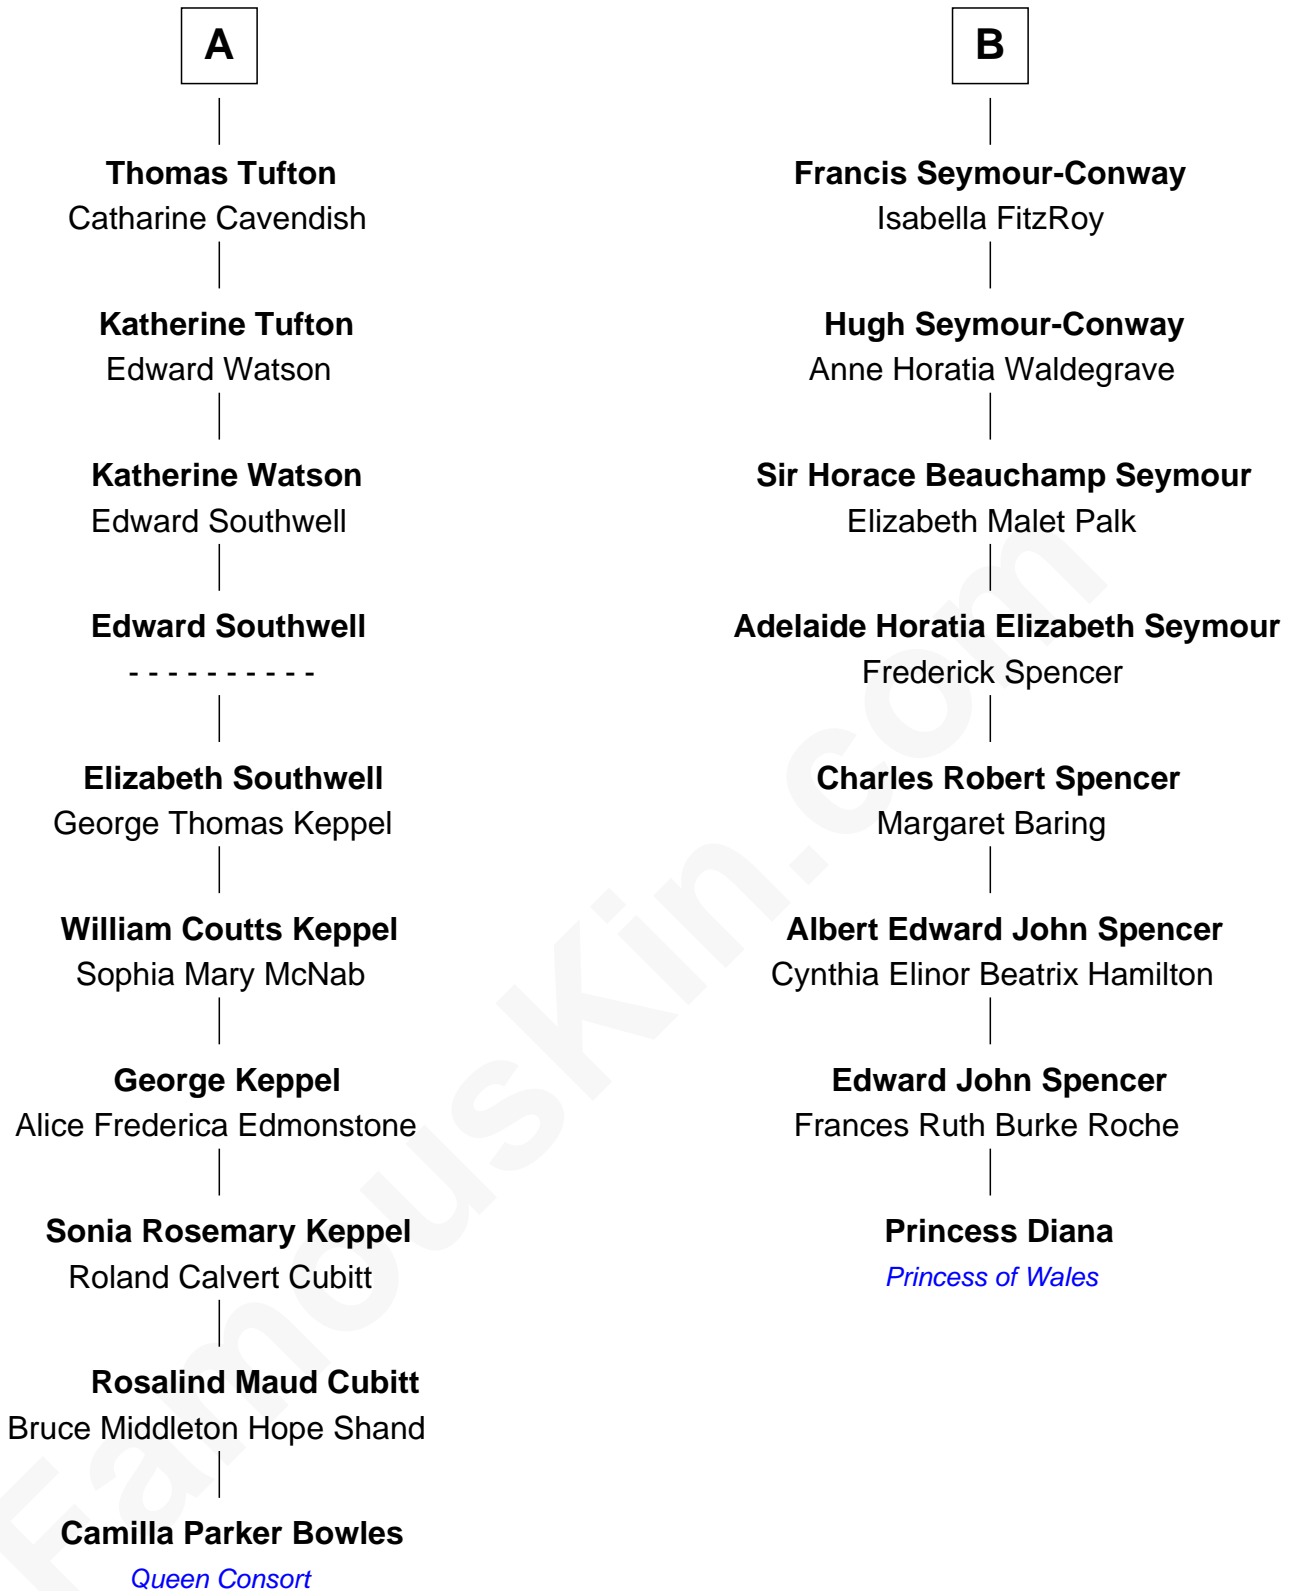 A
Thomas Tufton
Catharine Cavendish
Katherine Tufton
Edward Watson
Katherine Watson
Edward Southwell
Edward Southwell
- - - - - - - - - -
Elizabeth Southwell
George Thomas Keppel
William Coutts Keppel
Sophia Mary McNab
George Keppel
Alice Frederica Edmonstone
Sonia Rosemary Keppel
Roland Calvert Cubitt
Rosalind Maud Cubitt
Bruce Middleton Hope Shand
Camilla Parker Bowles
Queen Consort
B
Francis Seymour-Conway
Isabella FitzRoy
Hugh Seymour-Conway
Anne Horatia Waldegrave
Sir Horace Beauchamp Seymour
Elizabeth Malet Palk
Adelaide Horatia Elizabeth Seymour
Frederick Spencer
Charles Robert Spencer
Margaret Baring
Albert Edward John Spencer
Cynthia Elinor Beatrix Hamilton
Edward John Spencer
Frances Ruth Burke Roche
Princess Diana
Princess of Wales
FamousKin.com